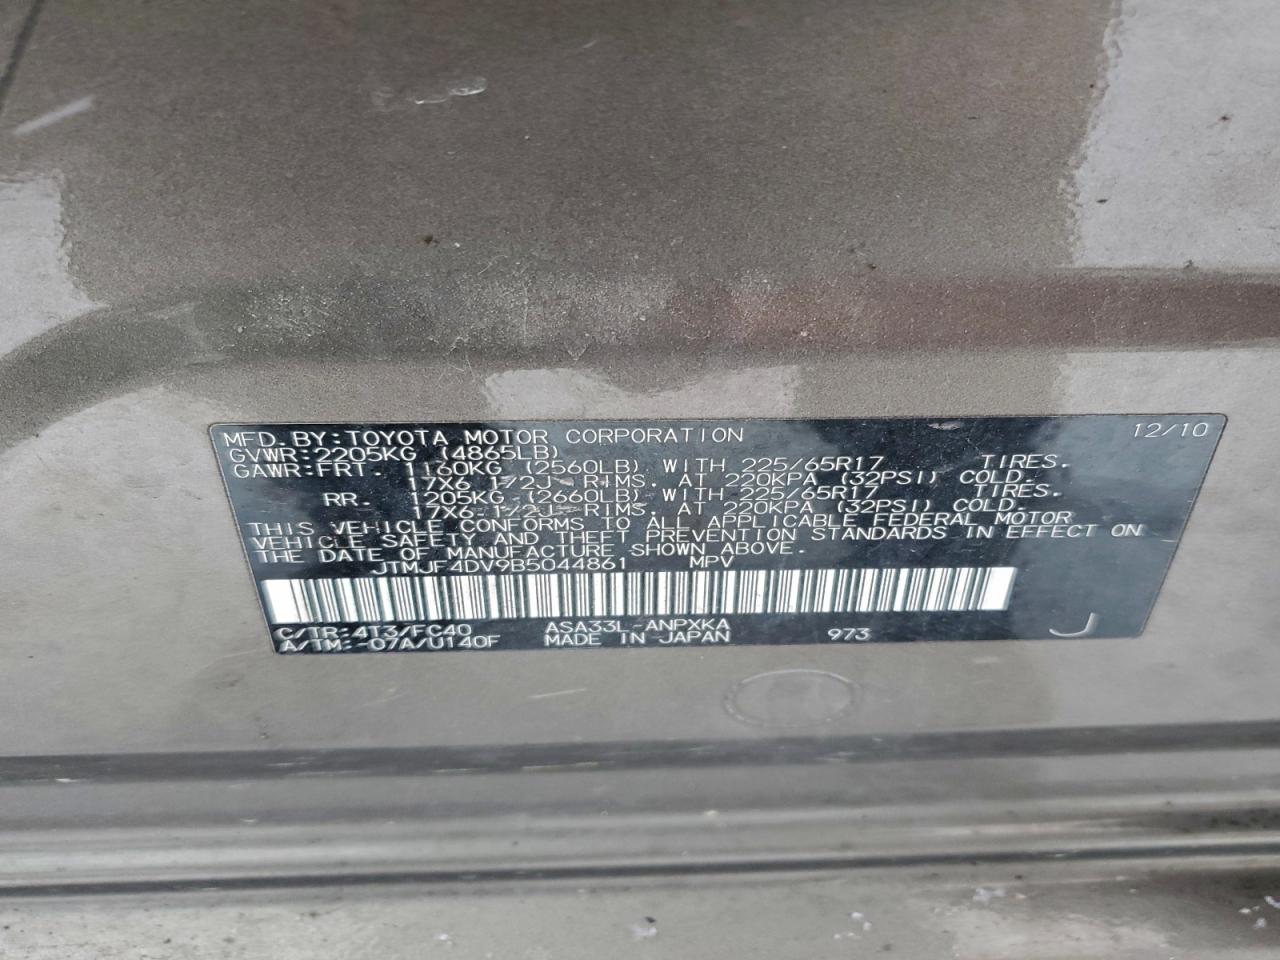 MFD.BY:TOYOTA MOTOR CORPORATION 12/10
GVWR:2205KG (4865LB)
GAWR:FRT. 1160KG (2560LB) WITH 225/65R17 TIRES.
17X6 1/2J RIMS. AT 220KPA (32PSI) COLD.
RR. 1205KG (2660LB) WITH 225/65R17 TIRES.
17X6 1/2J RIMS. AT 220KPA (32PSI) COLD.
THIS VEHICLE CONFORMS TO ALL APPLICABLE FEDERAL MOTOR
VEHICLE SAFETY AND THEFT PREVENTION STANDARDS IN EFFECT ON
THE DATE OF MANUFACTURE SHOWN ABOVE.
JTMJF4DV9B5044861 MPV
C/TR:4T3/FC40 ASA33L-ANPXKA
A/TM:-07A/U140F MADE IN JAPAN 973 J